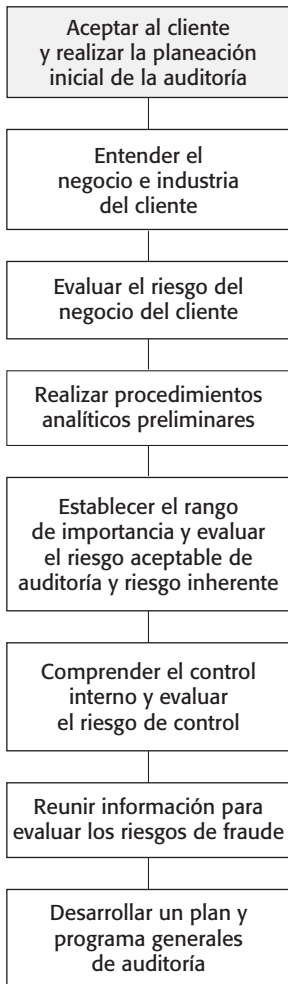 Aceptar al cliente
y realizar la planeación
inicial de la auditoría
Entender el
negocio e industria
del cliente
Evaluar el riesgo del
negocio del cliente
Realizar procedimientos
analíticos preliminares
Establecer el rango
de importancia y evaluar
el riesgo aceptable de
auditoría y riesgo inherente
Comprender el control
interno y evaluar
el riesgo de control
Reunir información para
evaluar los riesgos de fraude
Desarrollar un plan y
programa generales
de auditoría